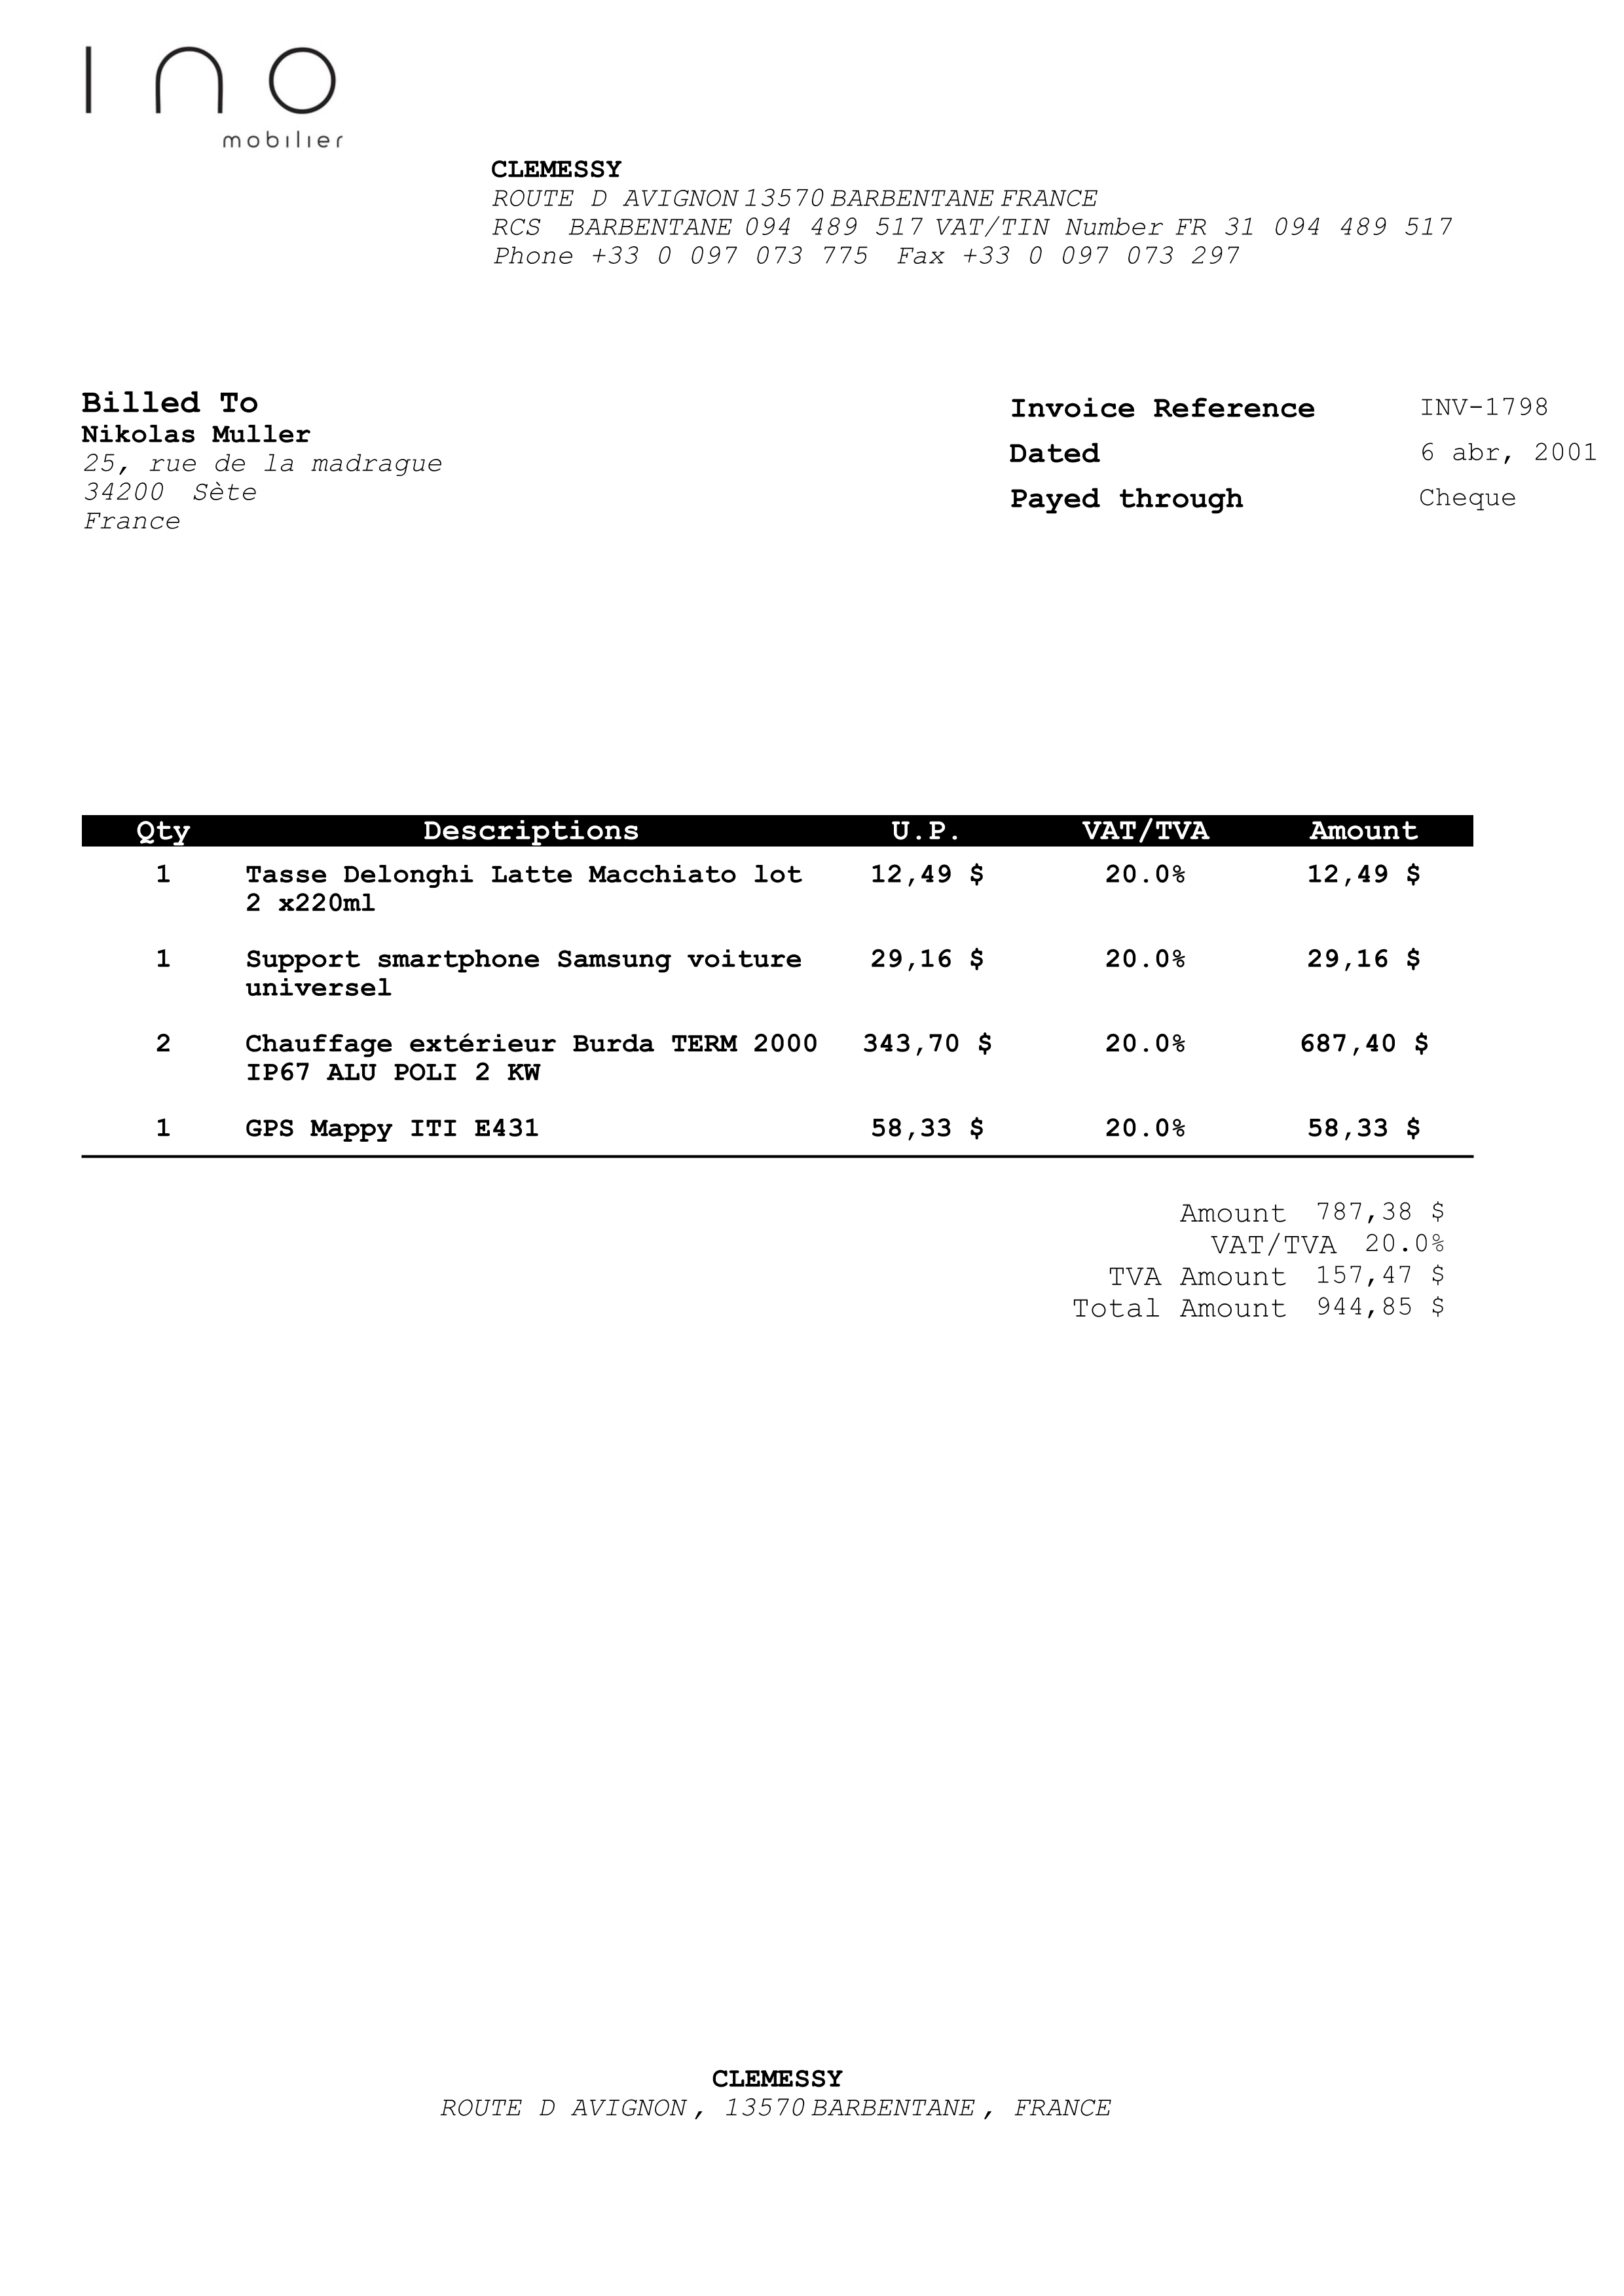 ino
mobilier
CLEMESSY
ROUTE D AVIGNON 13570 BARBENTANE FRANCE
RCS BARBENTANE 094 489 517 VAT/TIN Number FR 31 094 489 517
Phone +33 0 097 073 775 Fax +33 0 097 073 297
Billed To
Nikolas Muller
25, rue de la madrague
34200 Sète
France
Invoice Reference INV-1798
Dated 6 abr, 2001
Payed through Cheque
Qty Descriptions U.P. VAT/TVA Amount
1 Tasse Delonghi Latte Macchiato lot 12,49 $ 20.0% 12,49 $
2 x220ml
1 Support smartphone Samsung voiture 29,16 $ 20.0% 29,16 $
universel
2 Chauffage extérieur Burda TERM 2000 343,70 $ 20.0% 687,40 $
IP67 ALU POLI 2 KW
1 GPS Mappy ITI E431 58,33 $ 20.0% 58,33 $
Amount 787,38 $
VAT/TVA 20.0%
TVA Amount 157,47 $
Total Amount 944,85 $
CLEMESSY
ROUTE D AVIGNON , 13570 BARBENTANE , FRANCE